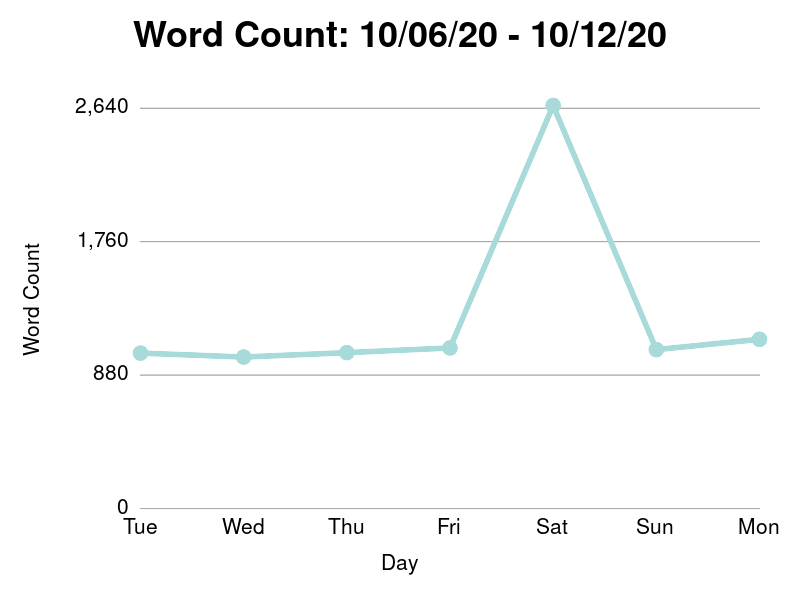 Word Count: 10/06/20 - 10/12/20
2,640
1,760
880
0
Word Count
Tue Wed Thu Fri Sat Sun Mon
Day